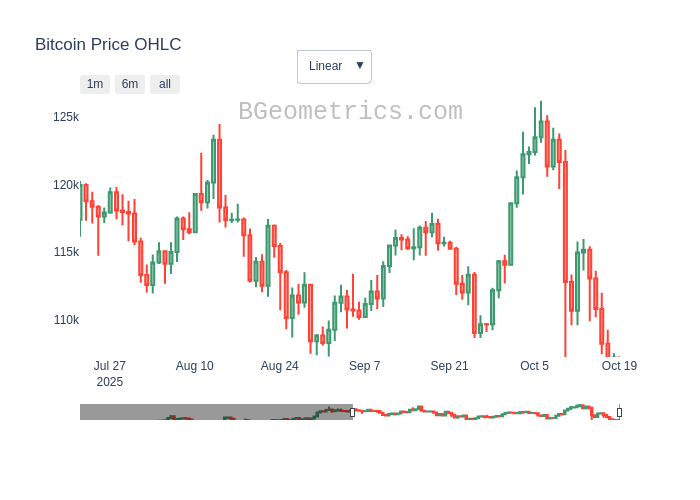 Bitcoin Price OHLC
Linear ▼
1m 6m all
BGeometrics.com
125k
120k
115k
110k
Jul 27 Aug 10 Aug 24 Sep 7 Sep 21 Oct 5 Oct 19
2025